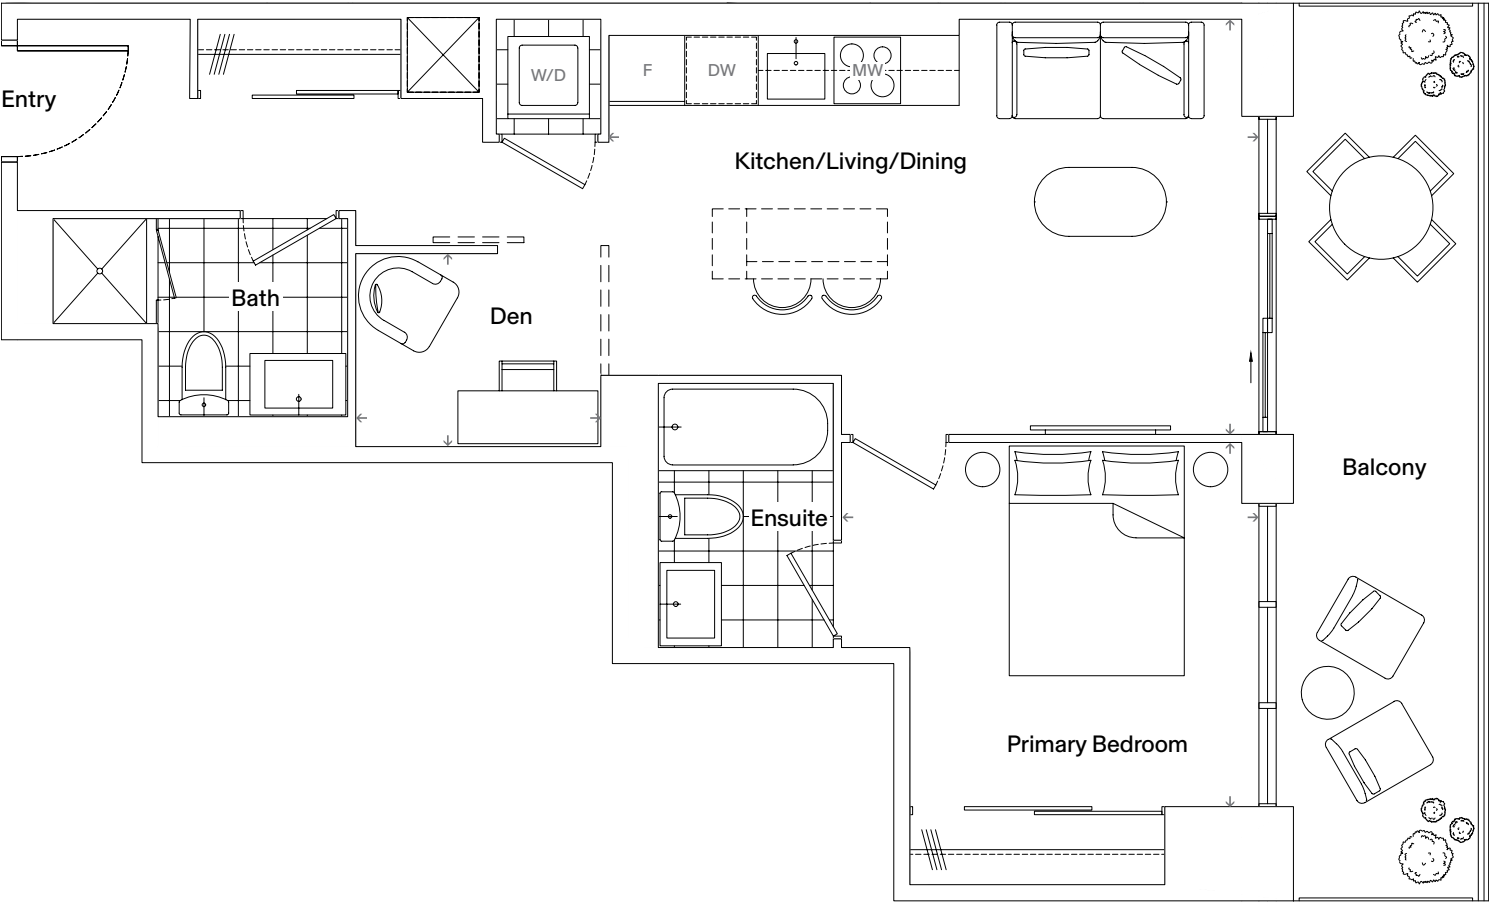 W/D
F
DW
MW
Entry
Kitchen/Living/Dining
Bath
Den
Balcony
Ensuite
Primary Bedroom